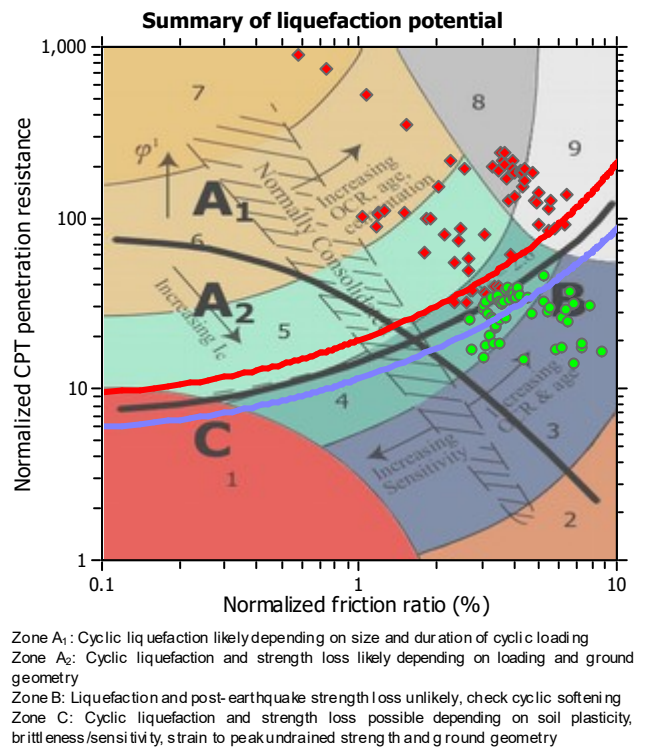 Summary of liquefaction potential
1,000
100
10
1
Normalized CPT penetration resistance
7
8
9
φ'
Increasing
OCR, age,
cementation
A1
Normally Consolidated
6
A2
Increasing Ic
5
B
4
Increasing
OCR & age
C
3
Increasing
Sensitivity
1
2
0.1
1
10
Normalized friction ratio (%)
Zone A1: Cyclic liquefaction likely depending on size and duration of cyclic loading
Zone A2: Cyclic liquefaction and strength loss likely depending on loading and ground
geometry
Zone B: Liquefaction and post-earthquake strength loss unlikely, check cyclic softening
Zone C: Cyclic liquefaction and strength loss possible depending on soil plasticity,
brittleness/sensitivity, strain to peak undrained strength and ground geometry